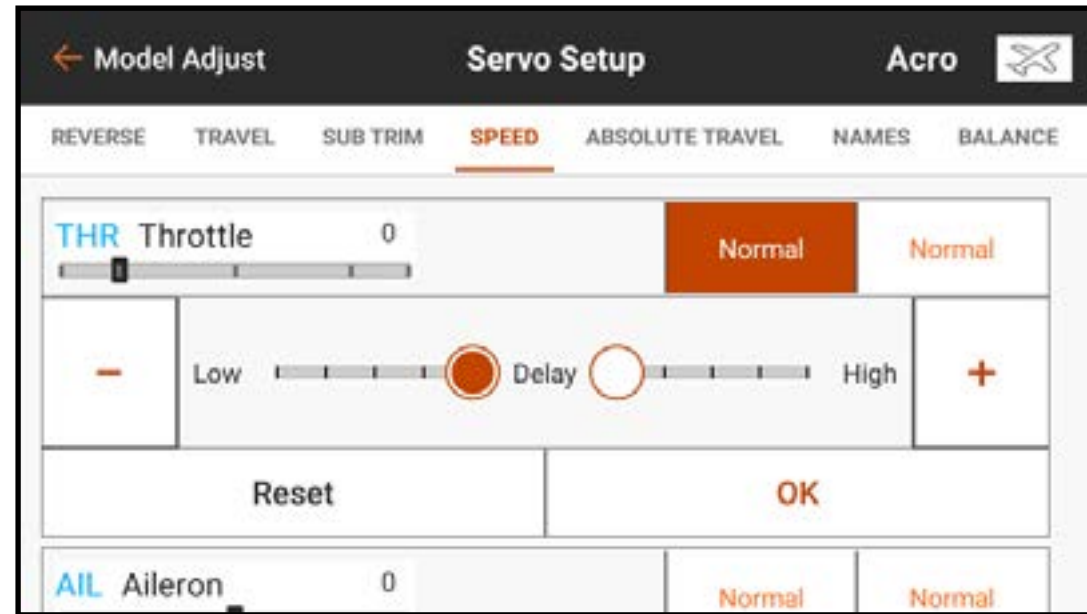 Model Adjust Servo Setup Acro
REVERSE TRAVEL SUB TRIM SPEED ABSOLUTE TRAVEL NAMES BALANCE
THR Throttle 0 Normal Normal
− Low Delay High +
Reset OK
AIL Aileron 0 Normal Normal